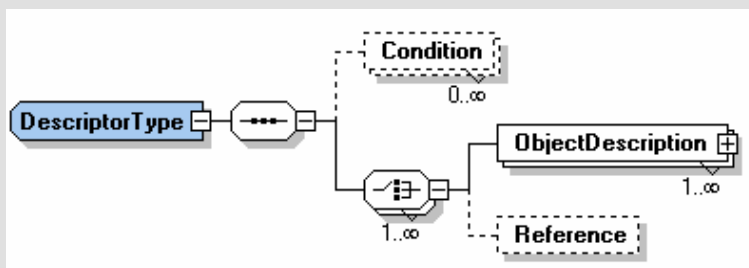 Condition
0..∞
DescriptorType
ObjectDescription
1..∞
1..∞
Reference